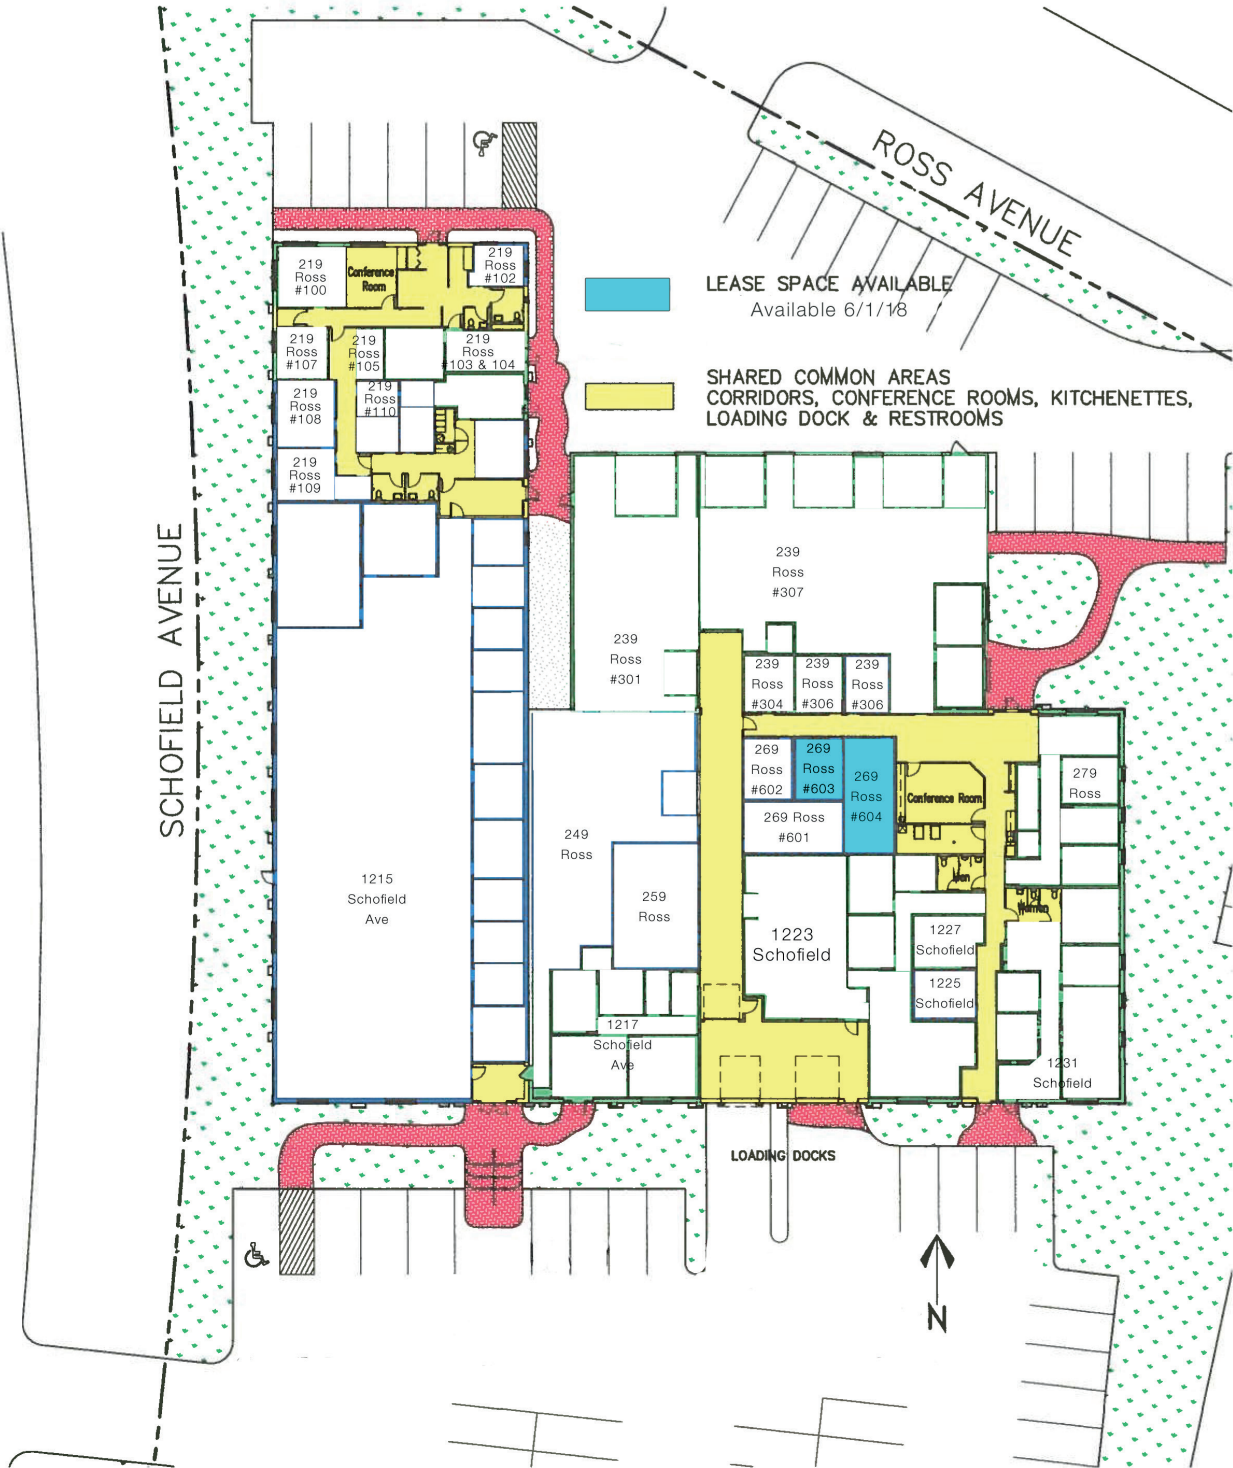 ROSS AVENUE
LEASE SPACE AVAILABLE
Available 6/1/18
SHARED COMMON AREAS
CORRIDORS, CONFERENCE ROOMS, KITCHENETTES,
LOADING DOCK & RESTROOMS
SCHOFIELD AVENUE
219
Ross
#100
Conference
Room
219
Ross
#102
219
Ross
#107
219
Ross
#105
219
Ross
#103 & 104
219
Ross
#108
219
Ross
#110
219
Ross
#109
239
Ross
#307
239
Ross
#301
239
Ross
#304
239
Ross
#306
239
Ross
#306
269
Ross
#602
269
Ross
#603
269
Ross
#604
269 Ross
#601
Conference Room
279
Ross
249
Ross
259
Ross
1215
Schofield
Ave
Men
Women
1223
Schofield
1227
Schofield
1225
Schofield
1217
Schofield
Ave
1231
Schofield
LOADING DOCKS
N